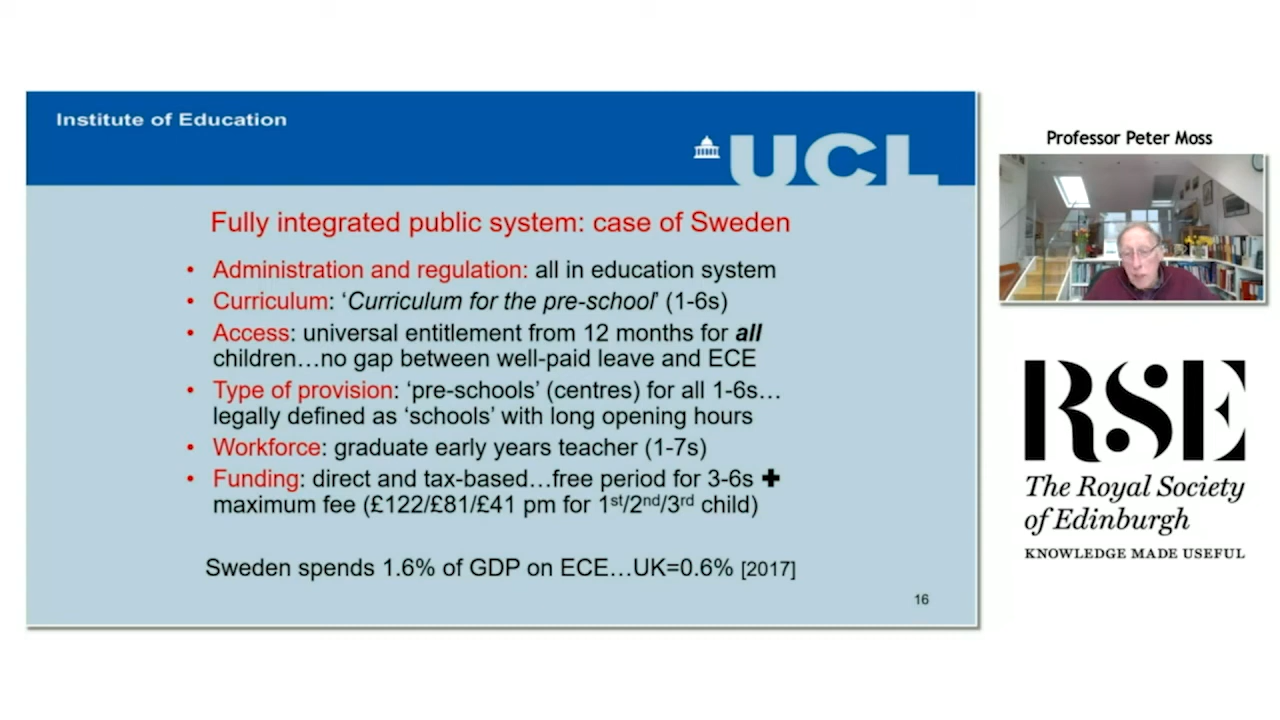 Institute of Education
UCL
Fully integrated public system: case of Sweden
• Administration and regulation: all in education system
• Curriculum: ‘Curriculum for the pre-school’ (1-6s)
• Access: universal entitlement from 12 months for all
children…no gap between well-paid leave and ECE
• Type of provision: ‘pre-schools’ (centres) for all 1-6s…
legally defined as ‘schools’ with long opening hours
• Workforce: graduate early years teacher (1-7s)
• Funding: direct and tax-based…free period for 3-6s +
maximum fee (£122/£81/£41 pm for 1st/2nd/3rd child)
Sweden spends 1.6% of GDP on ECE…UK=0.6% [2017]
16
Professor Peter Moss
RSE
The Royal Society
of Edinburgh
KNOWLEDGE MADE USEFUL